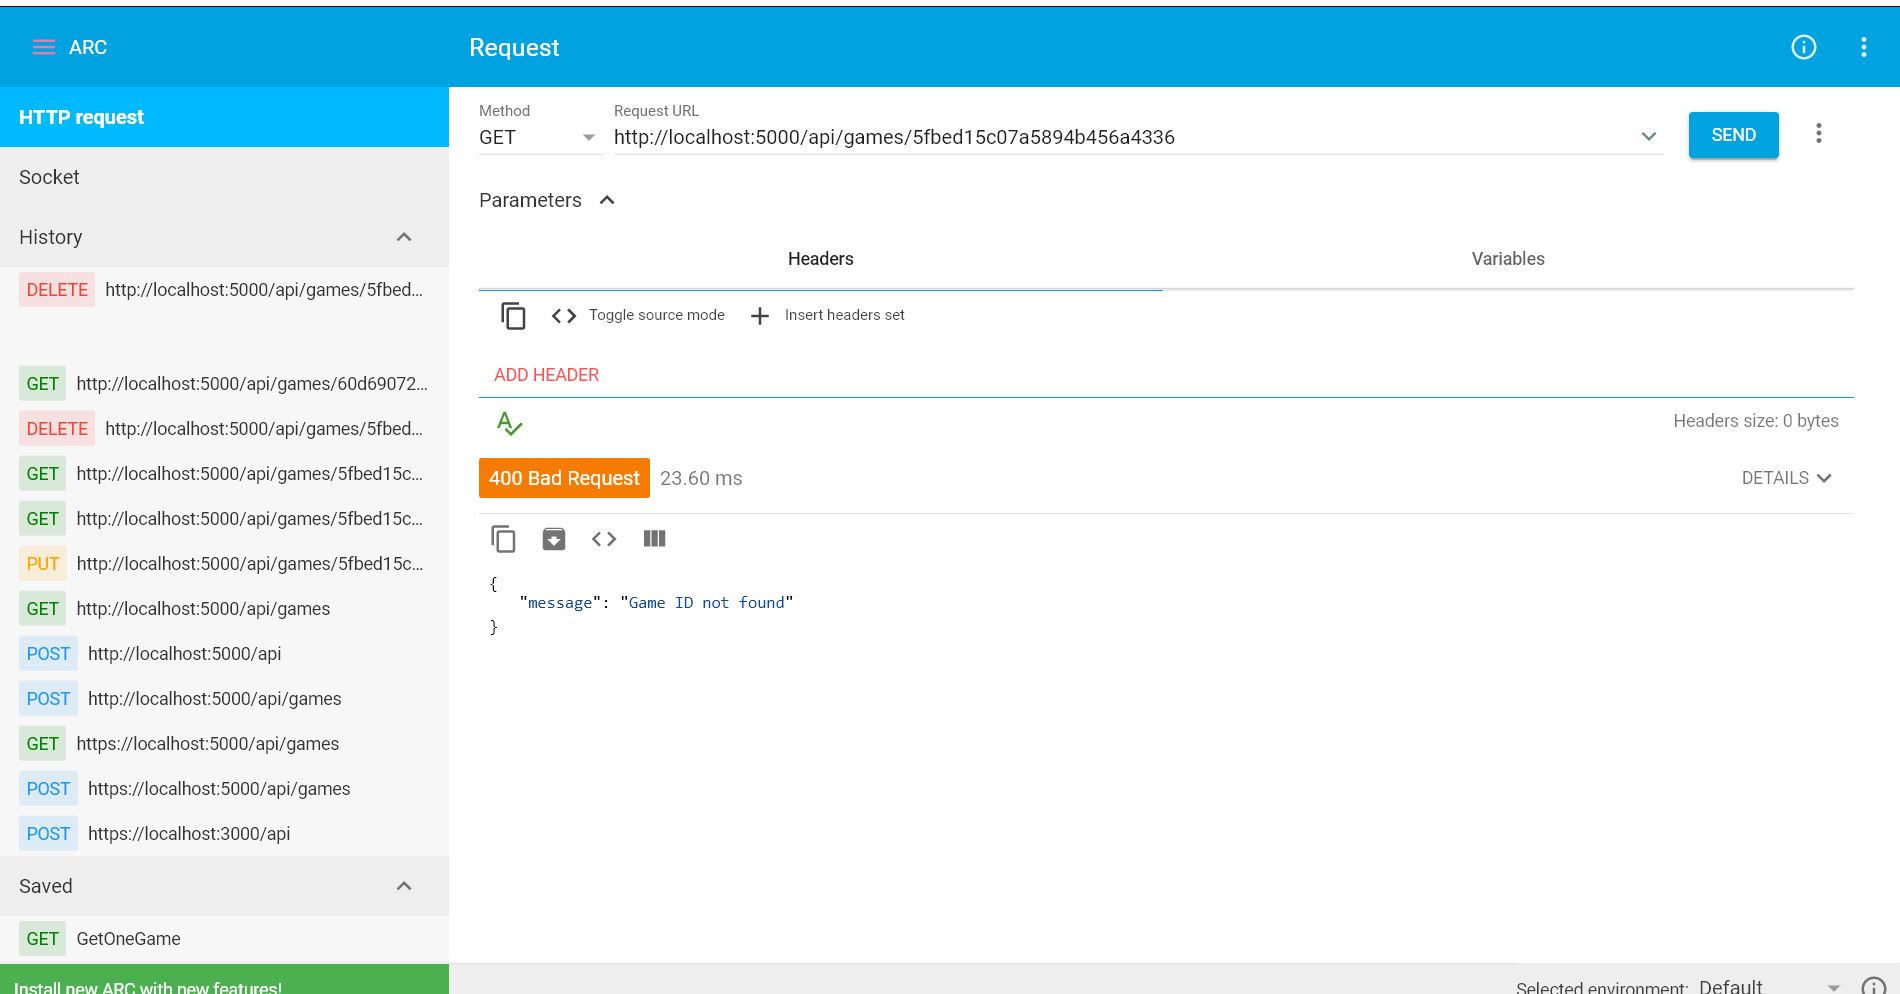 ARC
Request
HTTP request
Socket
History
DELETE http://localhost:5000/api/games/5fbed...
GET http://localhost:5000/api/games/60d69072...
DELETE http://localhost:5000/api/games/5fbed...
GET http://localhost:5000/api/games/5fbed15c...
GET http://localhost:5000/api/games/5fbed15c...
PUT http://localhost:5000/api/games/5fbed15c...
GET http://localhost:5000/api/games
POST http://localhost:5000/api
POST http://localhost:5000/api/games
GET https://localhost:5000/api/games
POST https://localhost:5000/api/games
POST https://localhost:3000/api
Saved
GET GetOneGame
Install new ARC with new features!
Method Request URL
GET http://localhost:5000/api/games/5fbed15c07a5894b456a4336
SEND
Parameters
Headers Variables
Toggle source mode Insert headers set
ADD HEADER
Headers size: 0 bytes
400 Bad Request 23.60 ms DETAILS
{
"message": "Game ID not found"
}
Selected environment: Default